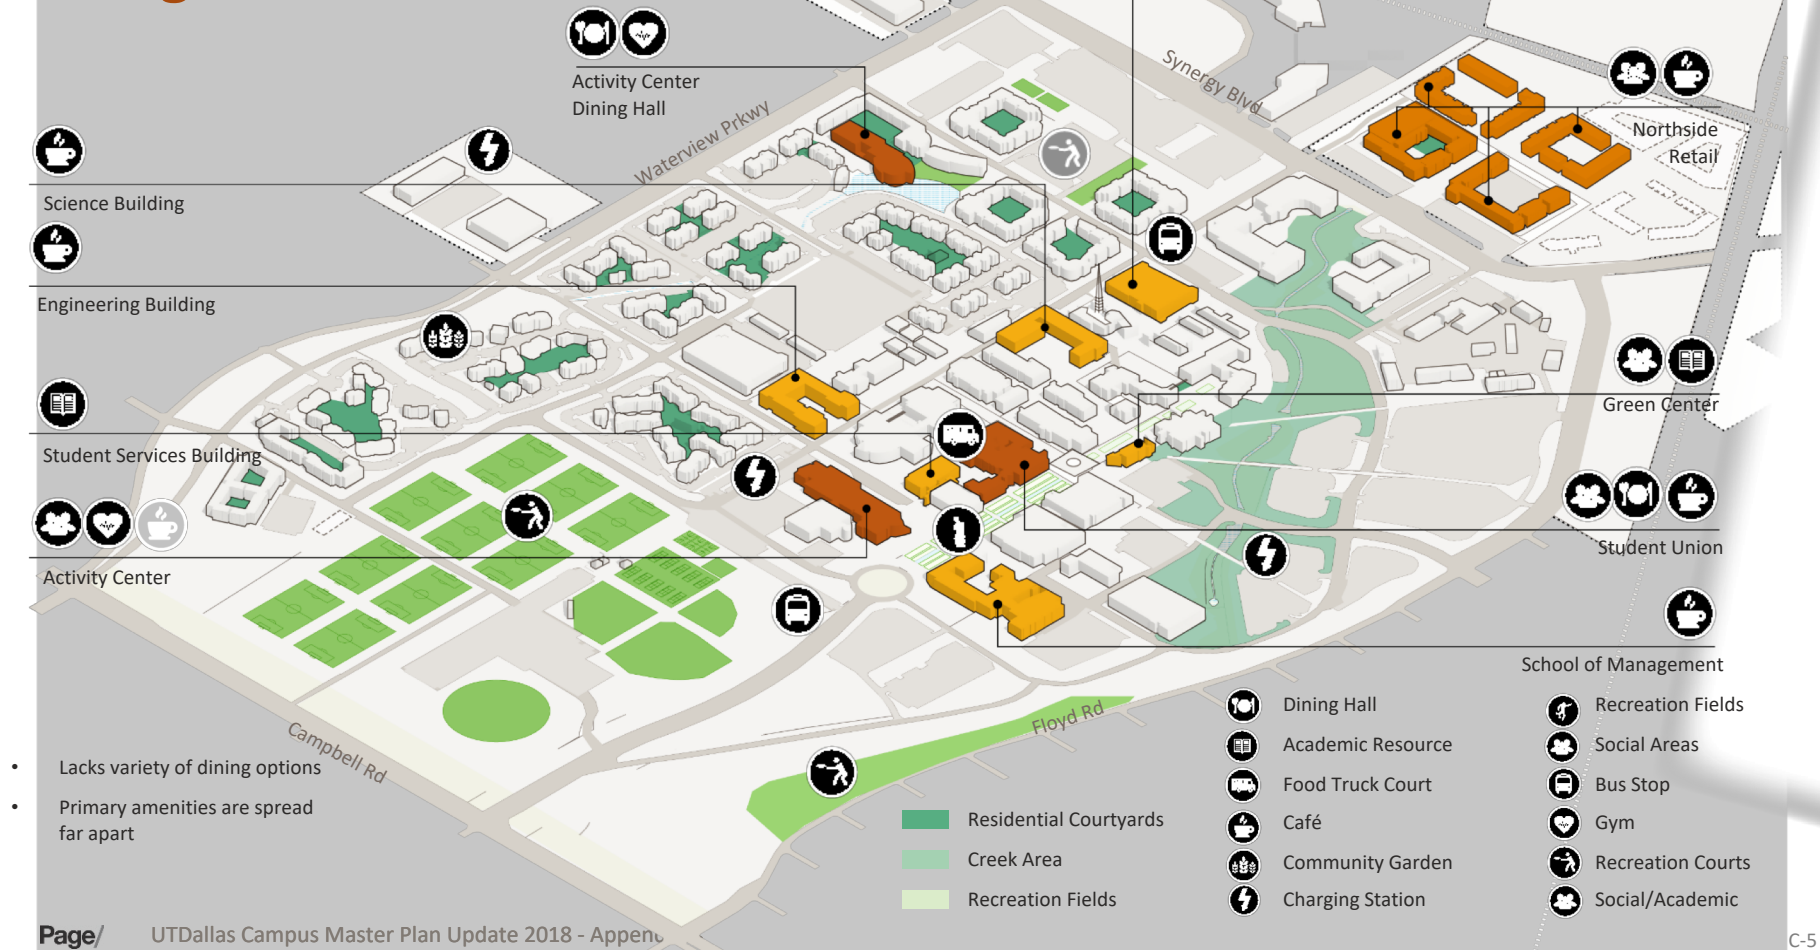 Activity Center
Dining Hall
Synergy Blvd
Waterview Prkwy
Northside
Retail
Science Building
Engineering Building
Green Center
Student Services Building
Student Union
Activity Center
School of Management
Campbell Rd
Floyd Rd
• Lacks variety of dining options
• Primary amenities are spread
far apart
Residential Courtyards
Creek Area
Recreation Fields
Dining Hall
Academic Resource
Food Truck Court
Café
Community Garden
Charging Station
Recreation Fields
Social Areas
Bus Stop
Gym
Recreation Courts
Social/Academic
Page/
UTDallas Campus Master Plan Update 2018 - Appen
C-5